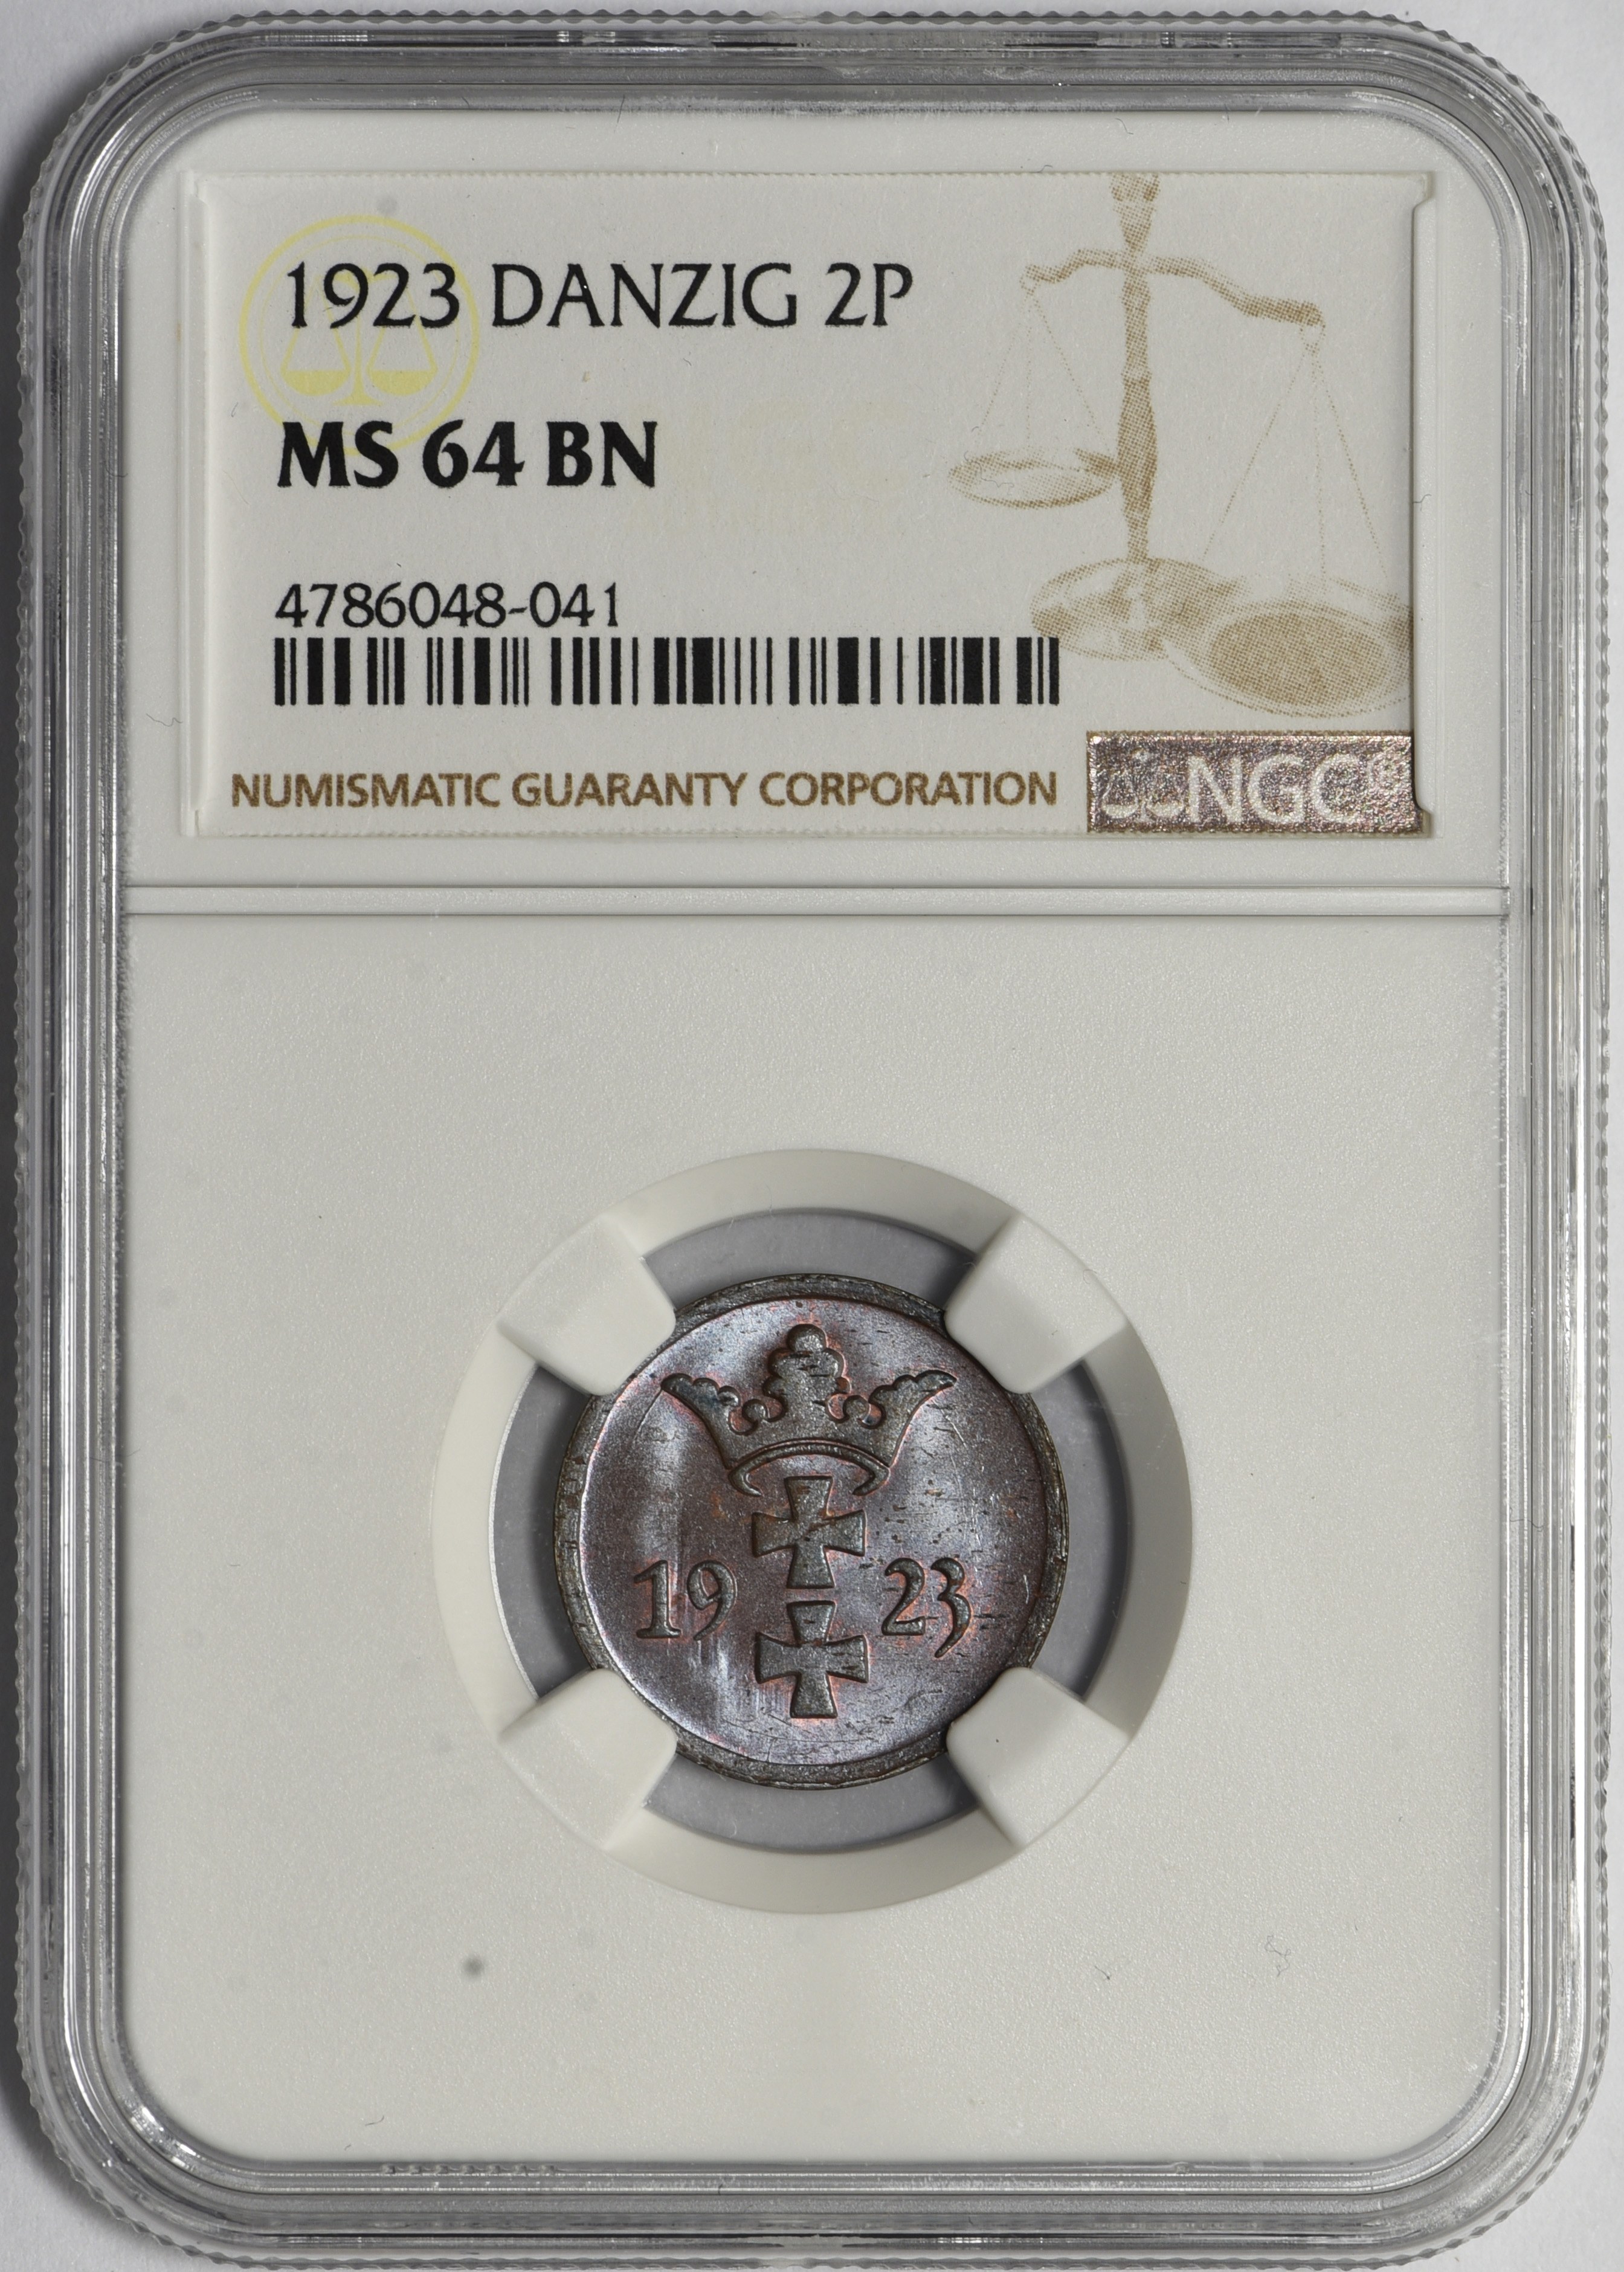 1923 DANZIG 2P
MS 64 BN
4786048-041
NUMISMATIC GUARANTY CORPORATION
NGC®
19 23